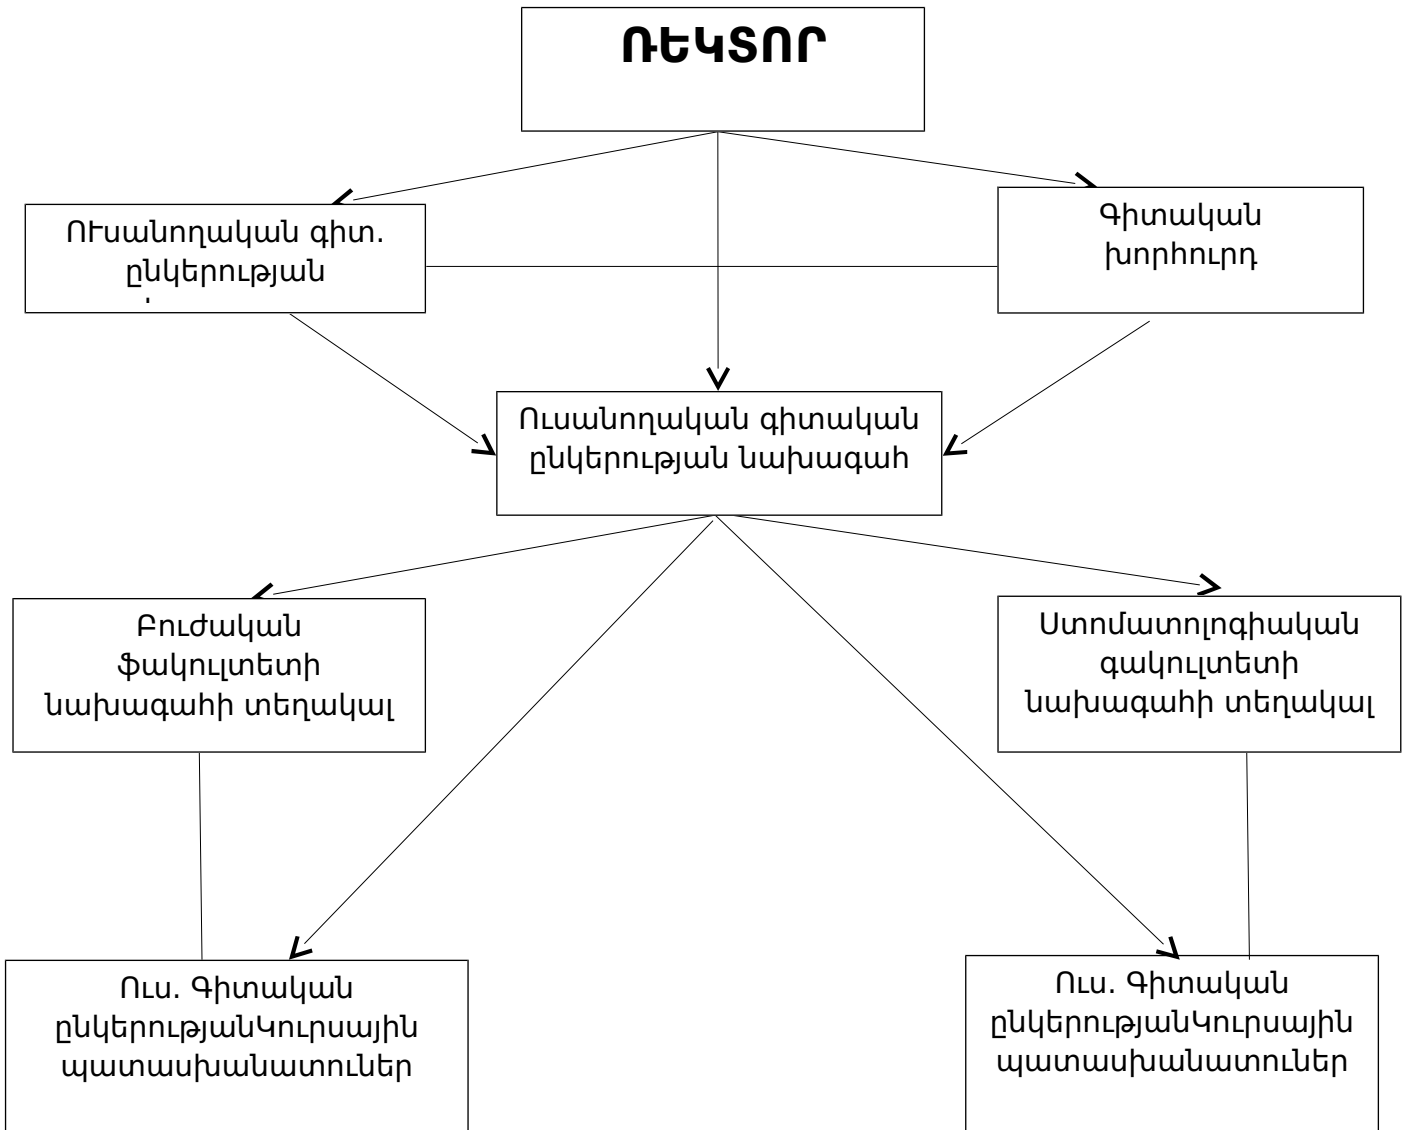 ՌԵԿՏՈՐ
ՈՒսանողական գիտ.
ընկերության
Գիտական
խորհուրդ
Ուսանողական գիտական
ընկերության նախագահ
Բուժական
ֆակուլտետի
նախագահի տեղակալ
Ստոմատոլոգիական
գակուլտետի
նախագահի տեղակալ
Ուս. Գիտական
ընկերությանԿուրսային
պատասխանատուներ
Ուս. Գիտական
ընկերությանԿուրսային
պատասխանատուներ